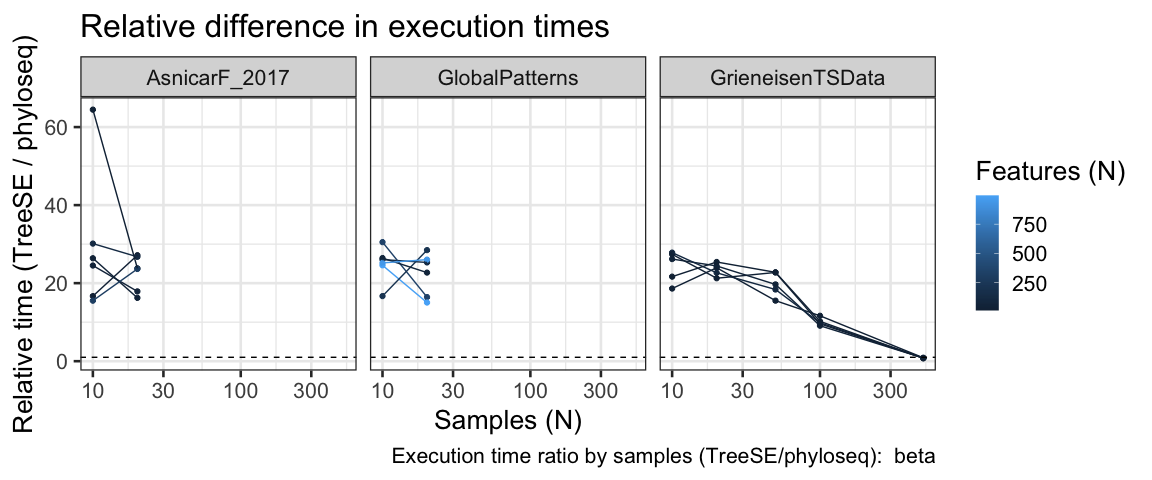 Relative difference in execution times
AsnicarF_2017
GlobalPatterns
GrieneisenTSData
Relative time (TreeSE / phyloseq)
60
40
20
0
10 30 100 300
10 30 100 300
10 30 100 300
Samples (N)
Features (N)
750
500
250
Execution time ratio by samples (TreeSE/phyloseq): beta